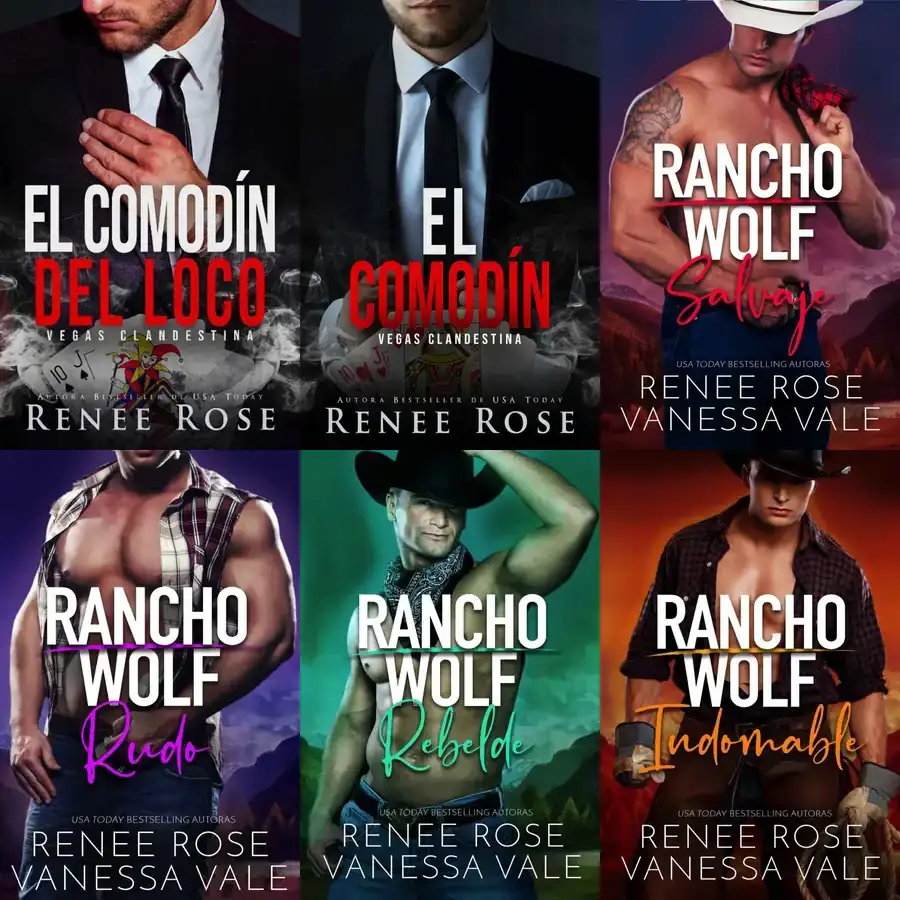 EL COMODÍN
DEL LOCO
VEGAS CLANDESTINA
10 J
AUTORA BESTSELLER DE USA TODAY
RENEE ROSE
EL
COMODÍN
VEGAS CLANDESTINA
10 J
AUTORA BESTSELLER DE USA TODAY
RENEE ROSE
RANCHO
WOLF
Salvaje
USA TODAY BESTSELLING AUTORAS
RENEE ROSE
VANESSA VALE
RANCHO
WOLF
Rudo
USA TODAY BESTSELLING AUTORAS
RENEE ROSE
VANESSA VALE
RANCHO
WOLF
Rebelde
USA TODAY BESTSELLING AUTORAS
RENEE ROSE
VANESSA VALE
RANCHO
WOLF
Indomable
USA TODAY BESTSELLING AUTORAS
RENEE ROSE
VANESSA VALE